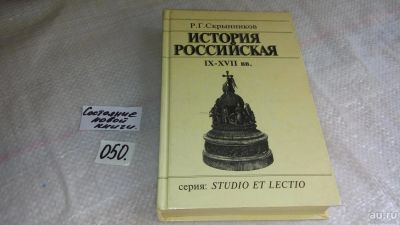 Р.Г.Скрынников
ИСТОРИЯ
РОССИЙСКАЯ
IX-XVII вв.
серия: STUDIO ET LECTIO
Состояние
новой
книги.
050.
au.ru